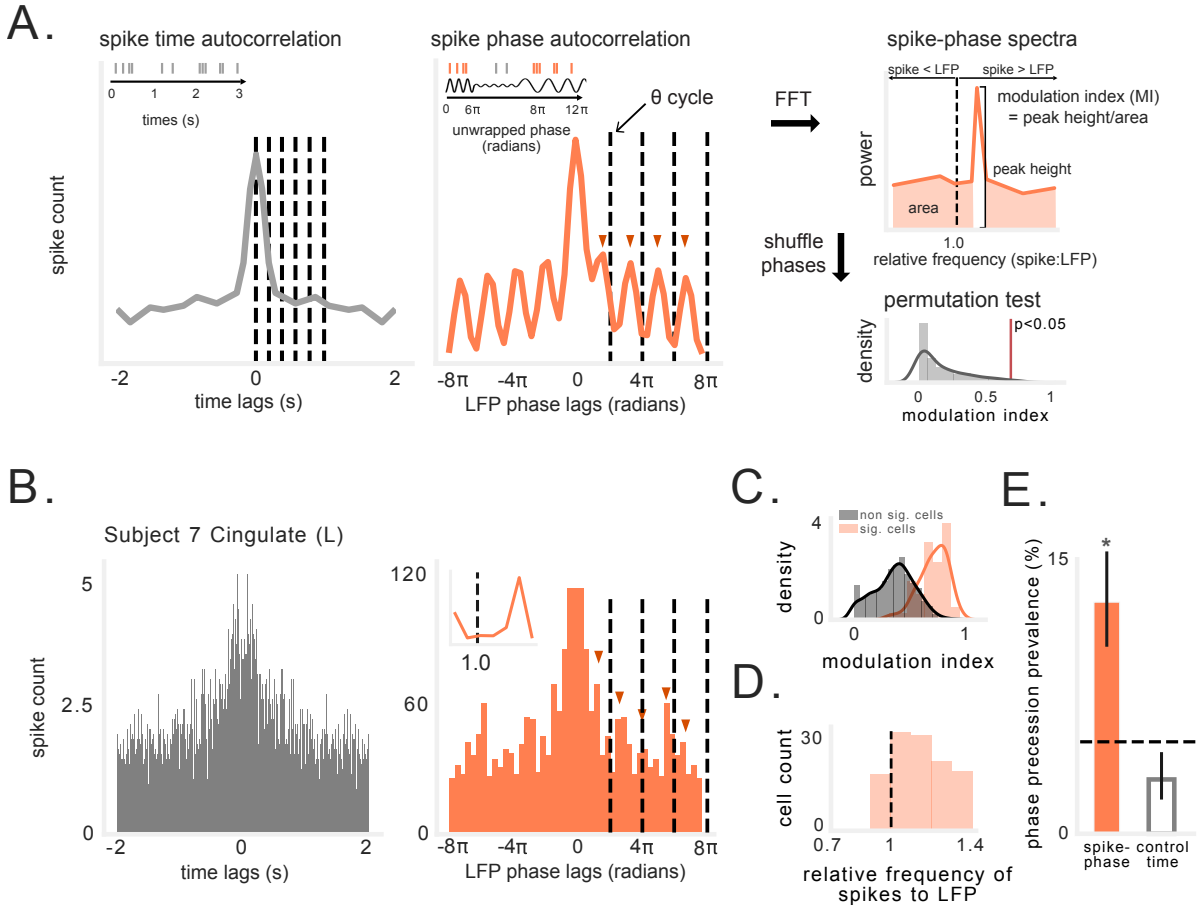 A.
spike time autocorrelation
0 1 2 3
times (s)
spike count
-2 0 2
time lags (s)
spike phase autocorrelation
0 6π 8π 12π
unwrapped phase
(radians)
θ cycle
-8π -4π 0 4π 8π
LFP phase lags (radians)
FFT
shuffle
phases
spike-phase spectra
spike < LFP spike > LFP
modulation index (MI)
= peak height/area
peak height
area
power
1.0
relative frequency (spike:LFP)
permutation test
p<0.05
density
0 0.5 1
modulation index
B.
Subject 7 Cingulate (L)
5
2.5
0
spike count
-2 0 2
time lags (s)
120
60
0
1.0
-8π -4π 0 4π 8π
LFP phase lags (radians)
C.
non sig. cells
sig. cells
4
0
density
0 1
modulation index
D.
30
0
cell count
0.7 1 1.4
relative frequency of
spikes to LFP
E.
*
15
0
phase precession prevalence (%)
spike-
phase
control
time